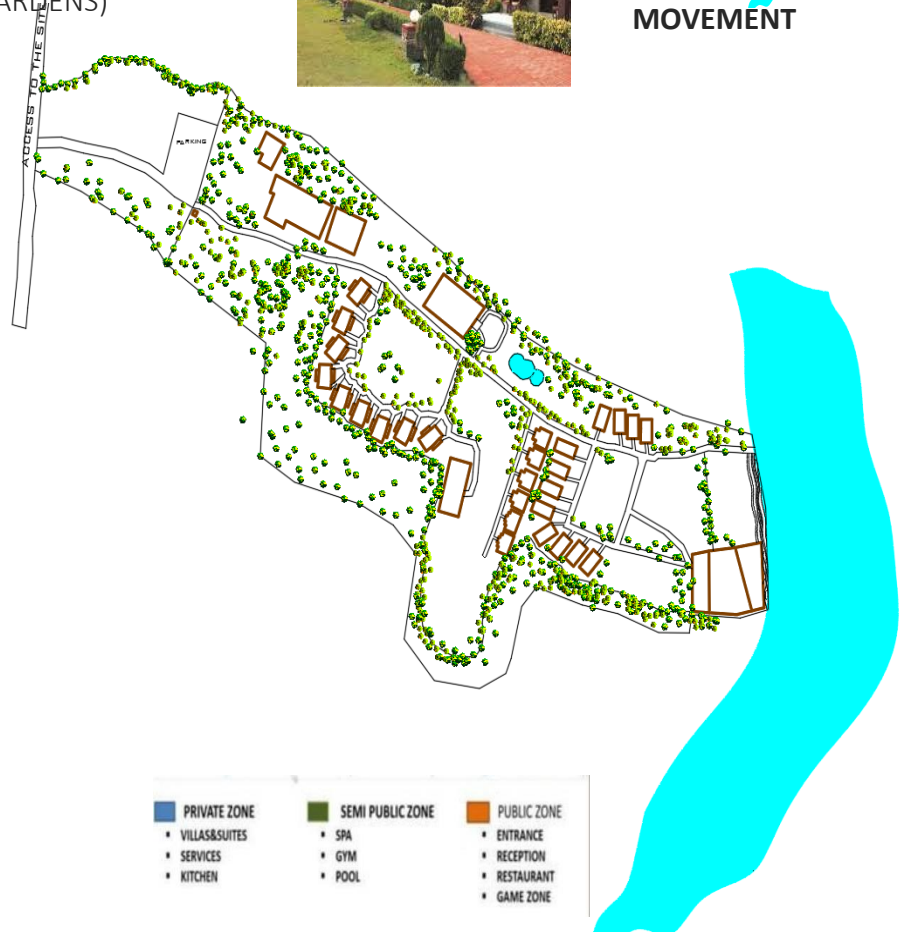 ARDENS)
MOVEMENT
ACCESS TO THE SITE
PARKING
PRIVATE ZONE
• VILLAS&SUITES
• SERVICES
• KITCHEN
SEMI PUBLIC ZONE
• SPA
• GYM
• POOL
PUBLIC ZONE
• ENTRANCE
• RECEPTION
• RESTAURANT
• GAME ZONE